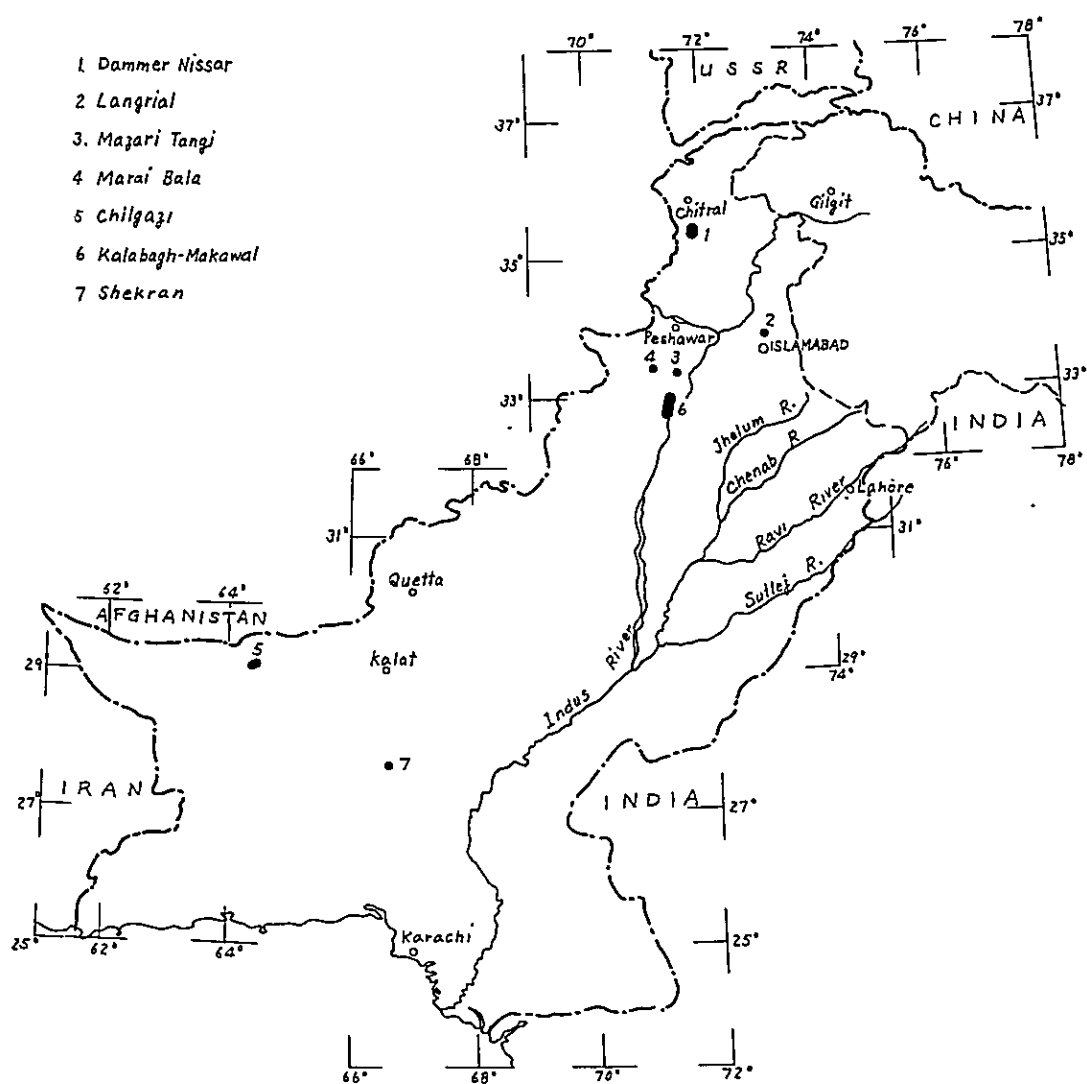 1. Dammer Nissar
2 Langrial
3. Mazari Tangi
4 Marai Bala
5 Chilgazi
6 Kalabagh-Makawal
7 Shekran
70° 72° 74° 76° 78°
USSR
37° 37°
CHINA
Chitral Gilgit
1
35° 35°
2
Peshawar
ISLAMABAD
4 3
33° 33°
6
Jhelum R.
INDIA
Chenab R
76° 78°
66° 68°
Ravi River
Lahore
31° 31°
Quetta
Sutlej R.
62° 64°
AFGHANISTAN
5
29 29°
74°
Kalat
Indus River
7
IRAN
INDIA
27° 27°
Karachi
25° 62° 64° 25°
66° 68° 70° 72°